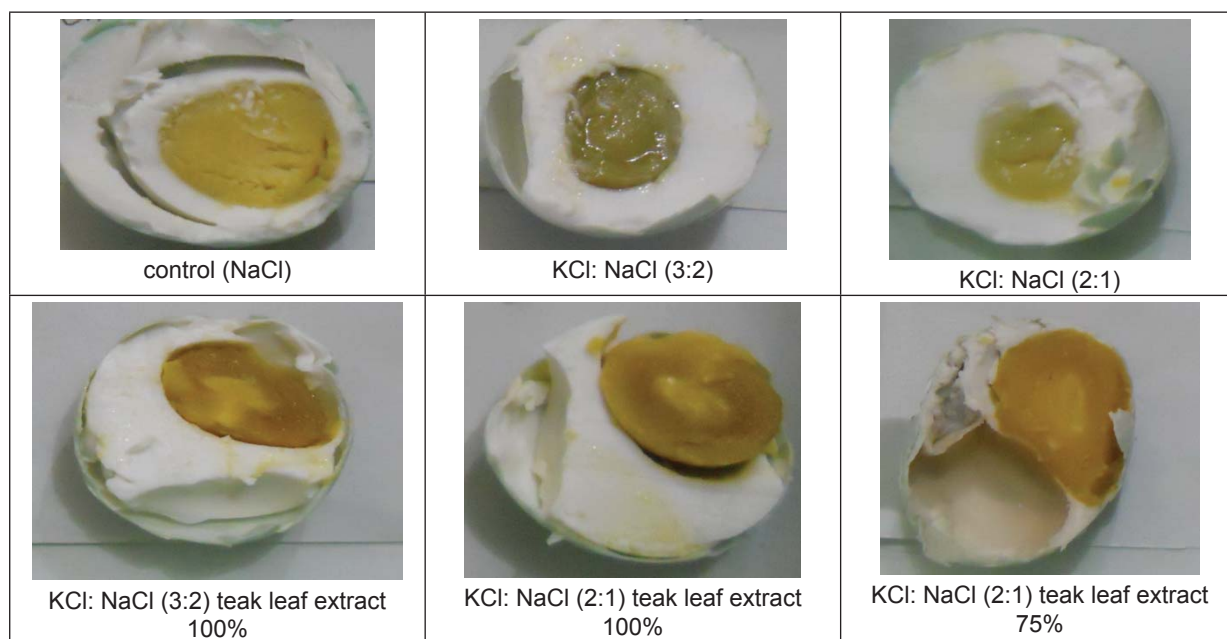 control (NaCl)
KCl: NaCl (3:2)
KCl: NaCl (2:1)
KCl: NaCl (3:2) teak leaf extract
100%
KCl: NaCl (2:1) teak leaf extract
100%
KCl: NaCl (2:1) teak leaf extract
75%